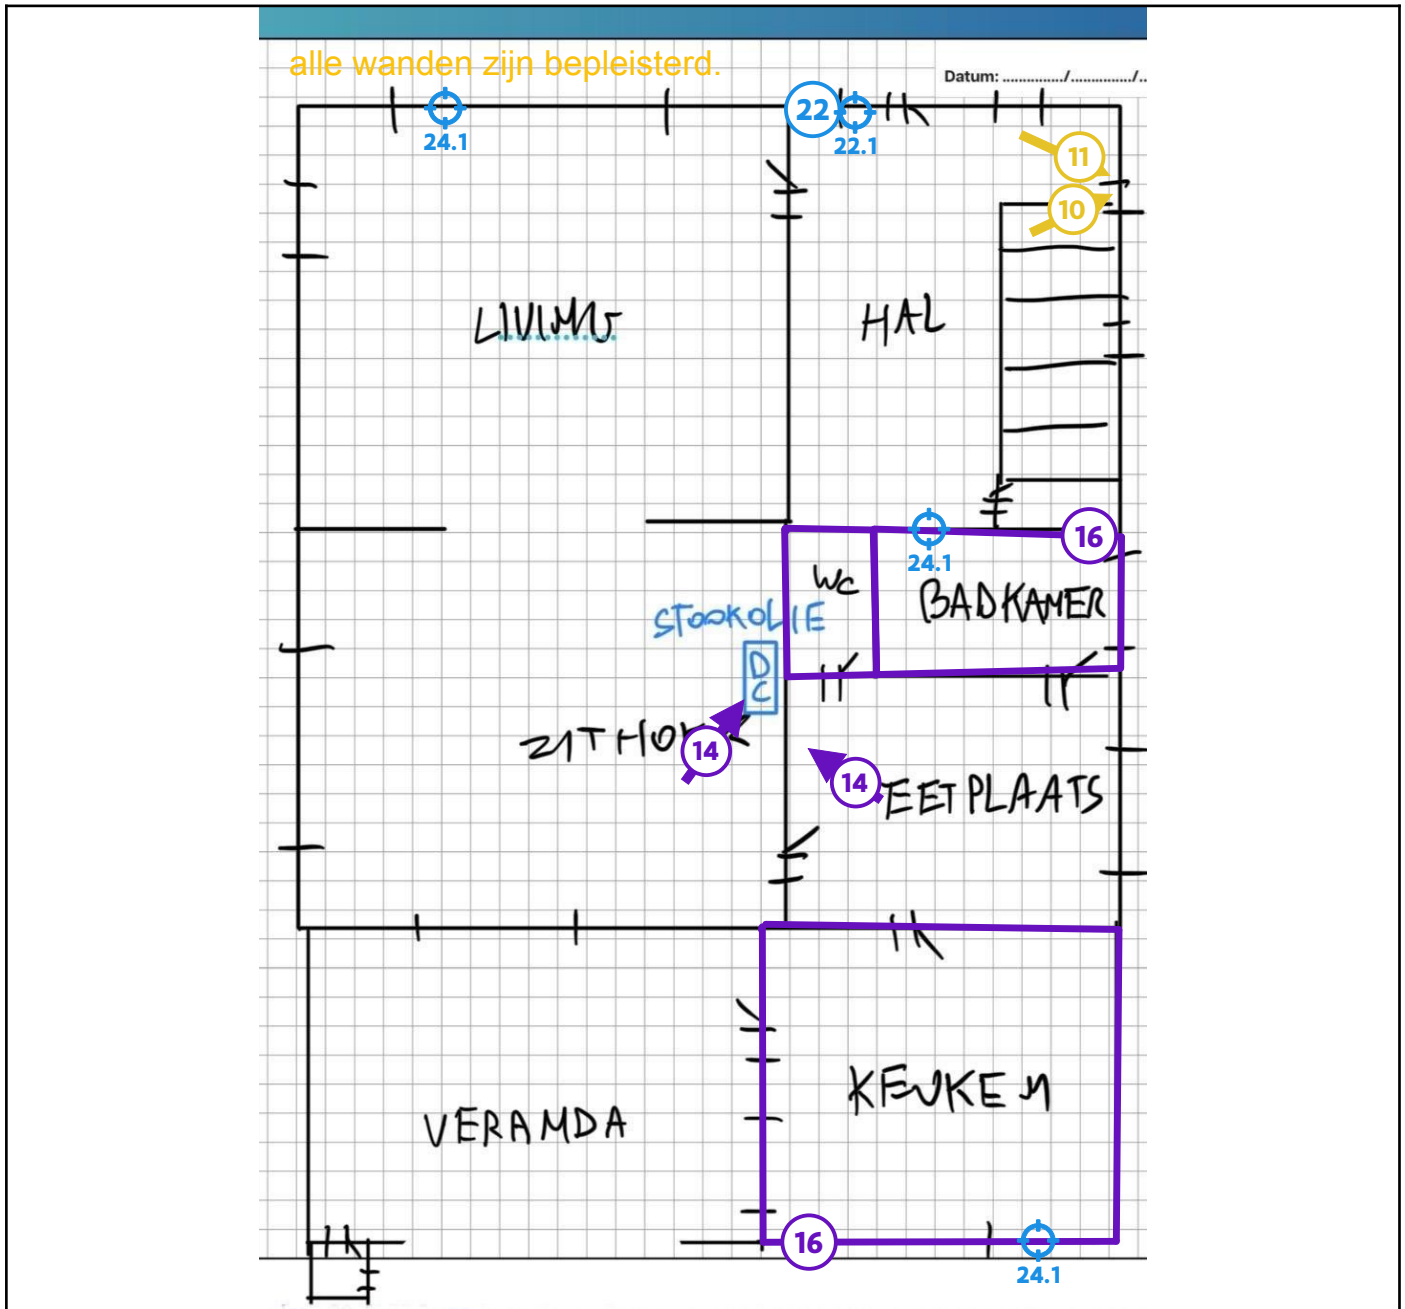 alle wanden zijn bepleisterd.
Datum: ............../.............../..
22
24.1
22.1
11
10
LIVING
HAL
16
24.1
WC
BADKAMER
STOOKOLIE
DC
ZITHOEK
14
14
EETPLAATS
KEUKEN
VERANDA
16
24.1